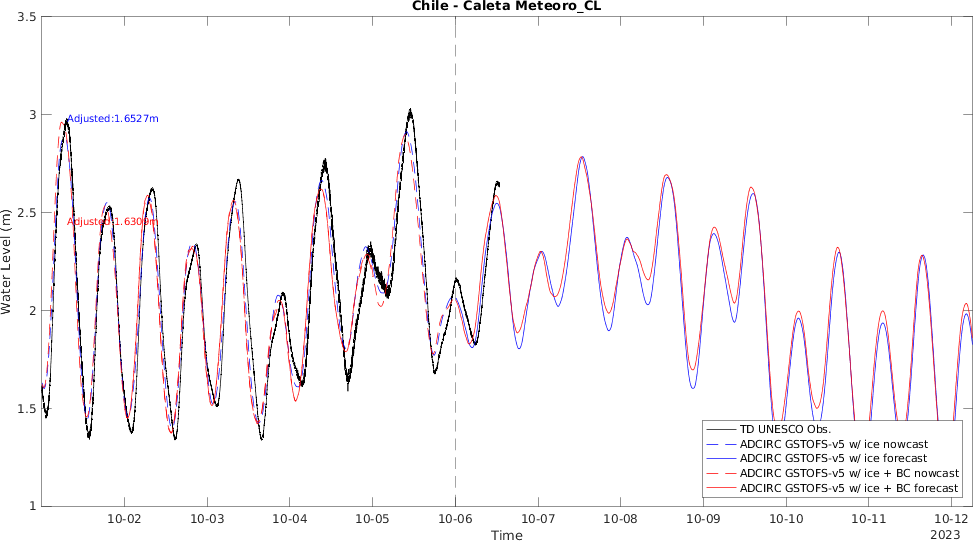 Chile - Caleta Meteoro_CL
3.5
3
2.5
2
1.5
1
Water Level (m)
Adjusted:1.6527m
Adjusted:1.6309m
TD UNESCO Obs.
ADCIRC GSTOFS-v5 w/ ice nowcast
ADCIRC GSTOFS-v5 w/ ice forecast
ADCIRC GSTOFS-v5 w/ ice + BC nowcast
ADCIRC GSTOFS-v5 w/ ice + BC forecast
10-02 10-03 10-04 10-05 10-06 10-07 10-08 10-09 10-10 10-11 10-12
Time
2023